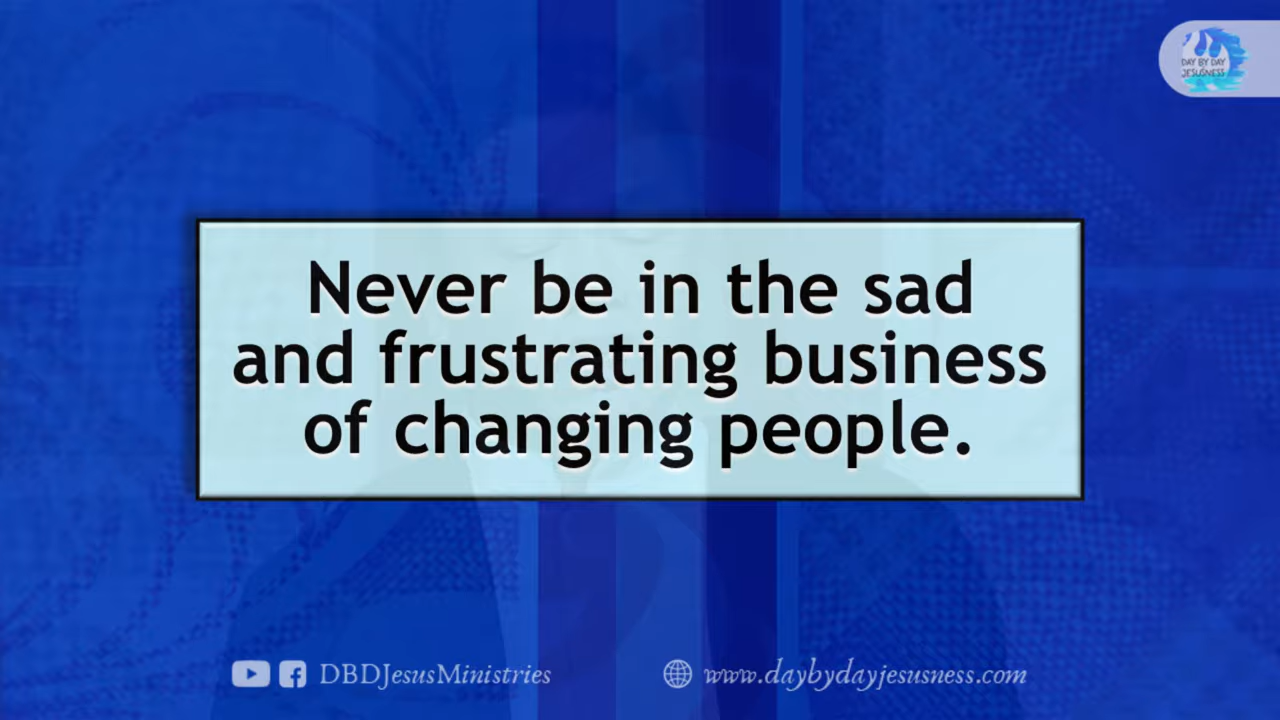 DAY BY DAY
JESUSNESS
Never be in the sad
and frustrating business
of changing people.
DBDJesusMinistries
www.daybydayjesusness.com